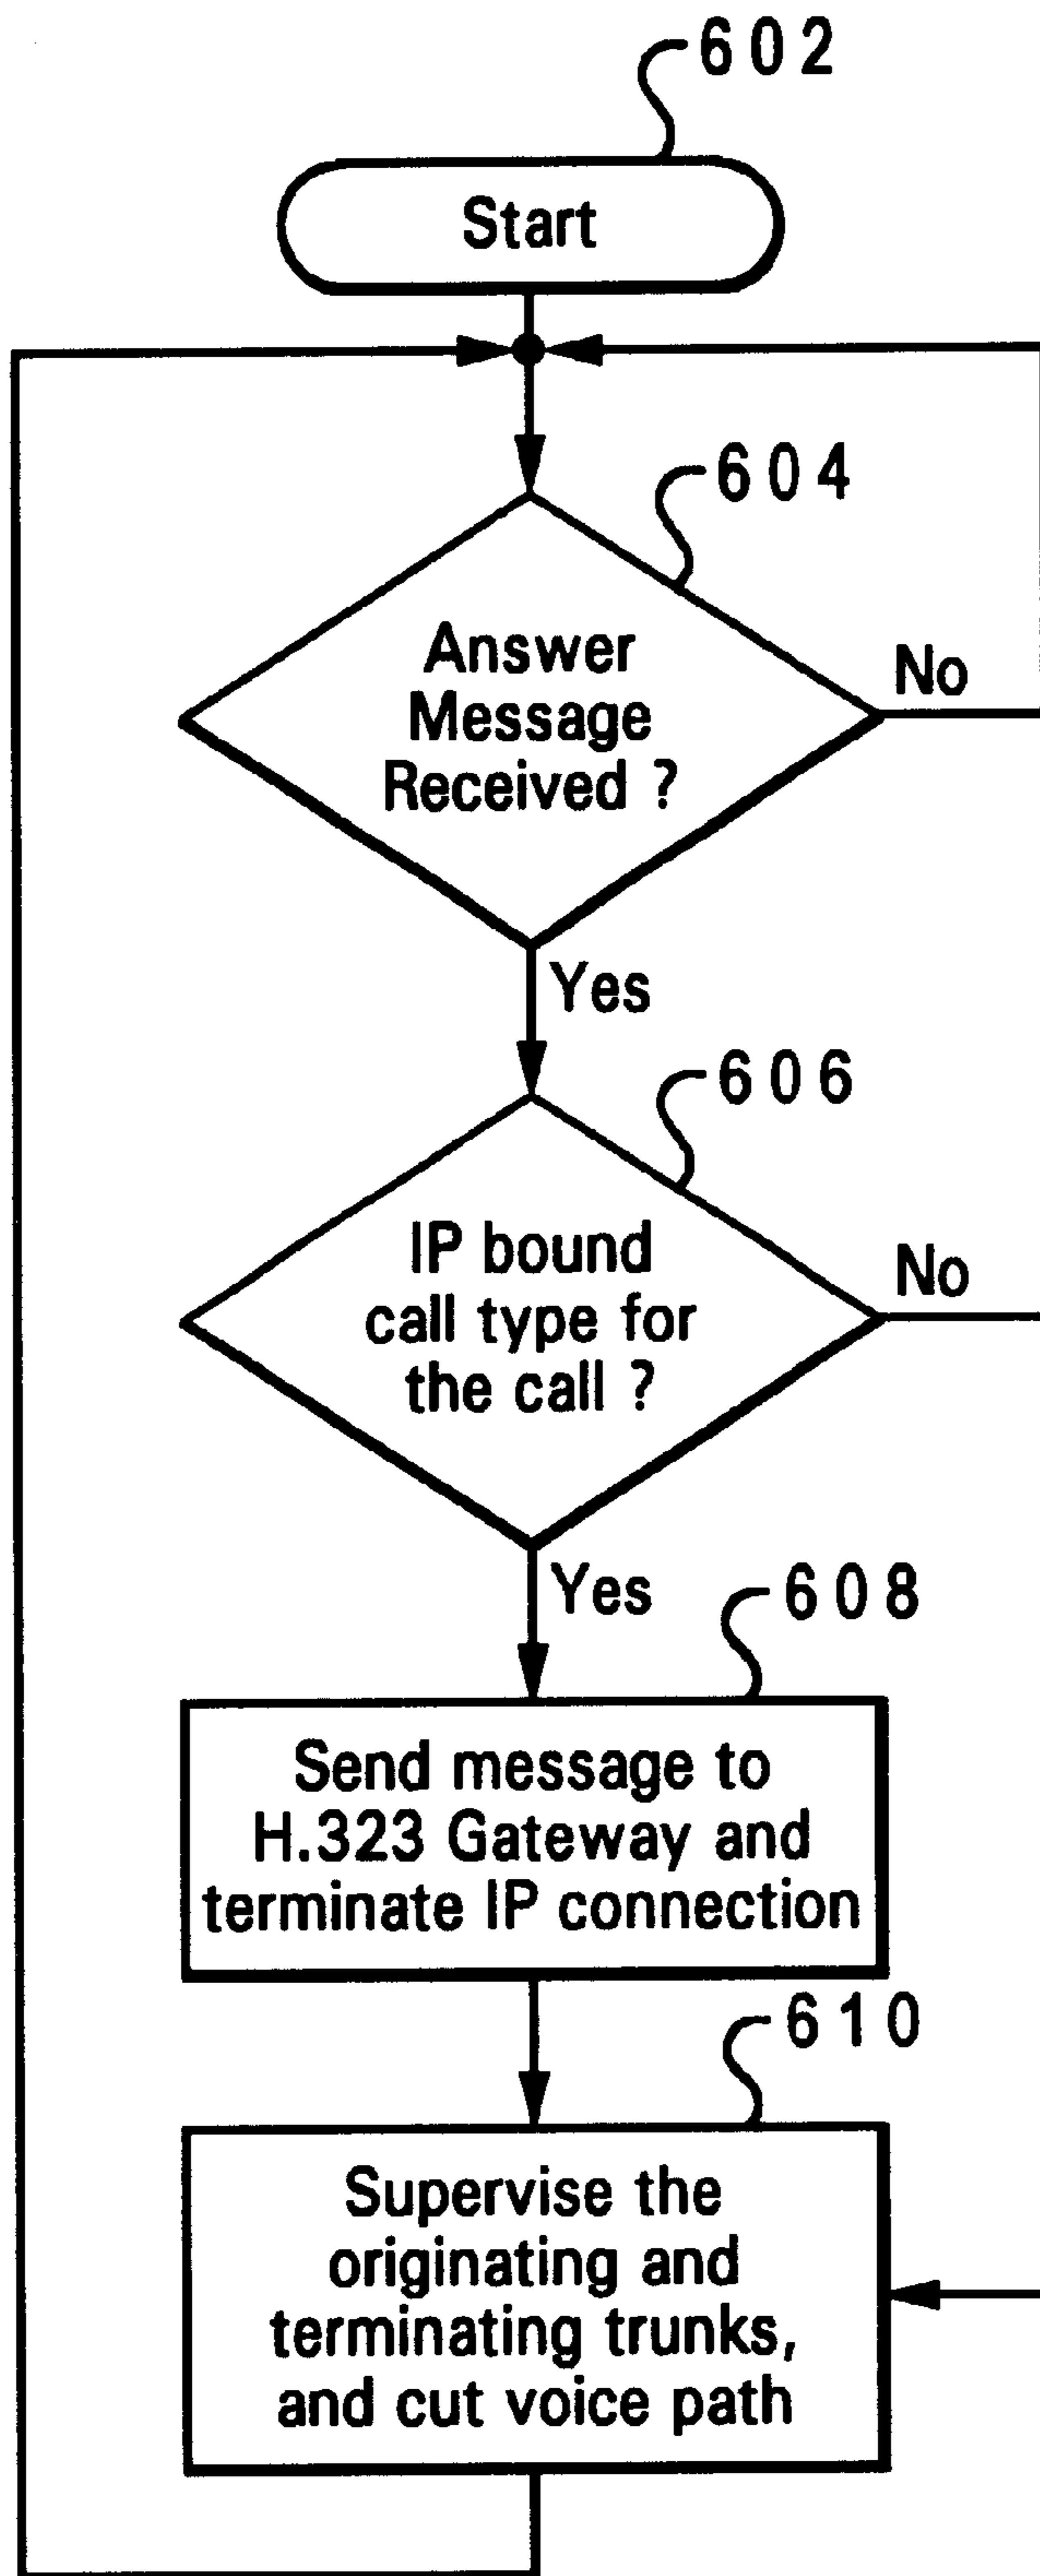 602
Start
604
Answer
Message
Received ?
No
Yes
606
IP bound
call type for
the call ?
No
Yes
608
Send message to
H.323 Gateway and
terminate IP connection
610
Supervise the
originating and
terminating trunks,
and cut voice path